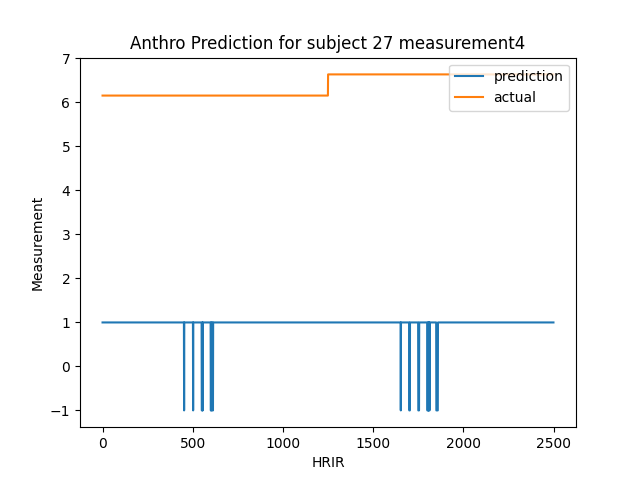 Anthro Prediction for subject 27 measurement4
7
6
5
4
3
2
1
0
−1
Measurement
prediction
actual
0 500 1000 1500 2000 2500
HRIR